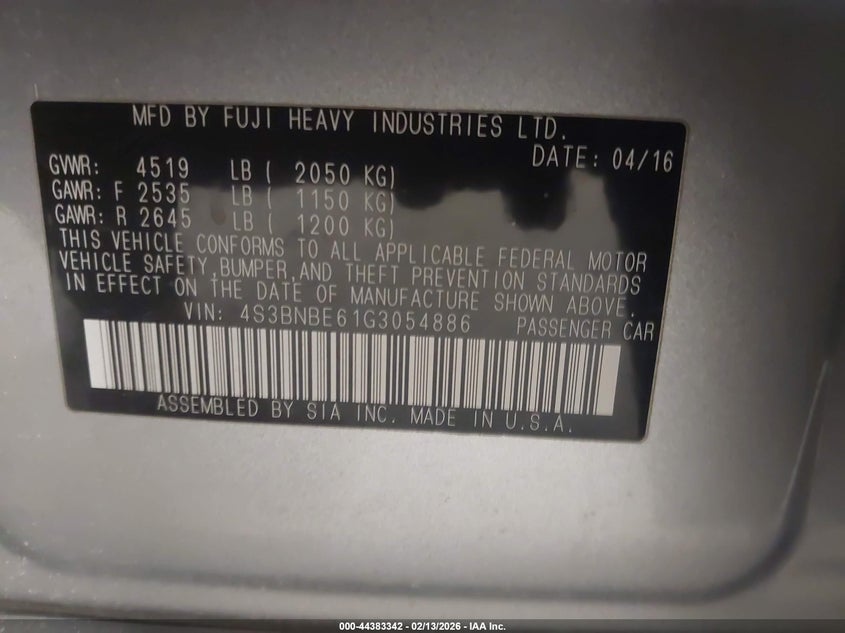 MFD BY FUJI HEAVY INDUSTRIES LTD.
DATE: 04/16
GVWR: 4519 LB ( 2050 KG)
GAWR: F 2535 LB ( 1150 KG)
GAWR: R 2645 LB ( 1200 KG)
THIS VEHICLE CONFORMS TO ALL APPLICABLE FEDERAL MOTOR
VEHICLE SAFETY,BUMPER,AND THEFT PREVENTION STANDARDS
IN EFFECT ON THE DATE OF MANUFACTURE SHOWN ABOVE.
VIN: 4S3BNBE61G3054886 PASSENGER CAR
ASSEMBLED BY SIA INC. MADE IN U.S.A.
000-44383342 - 02/13/2026 - IAA Inc.